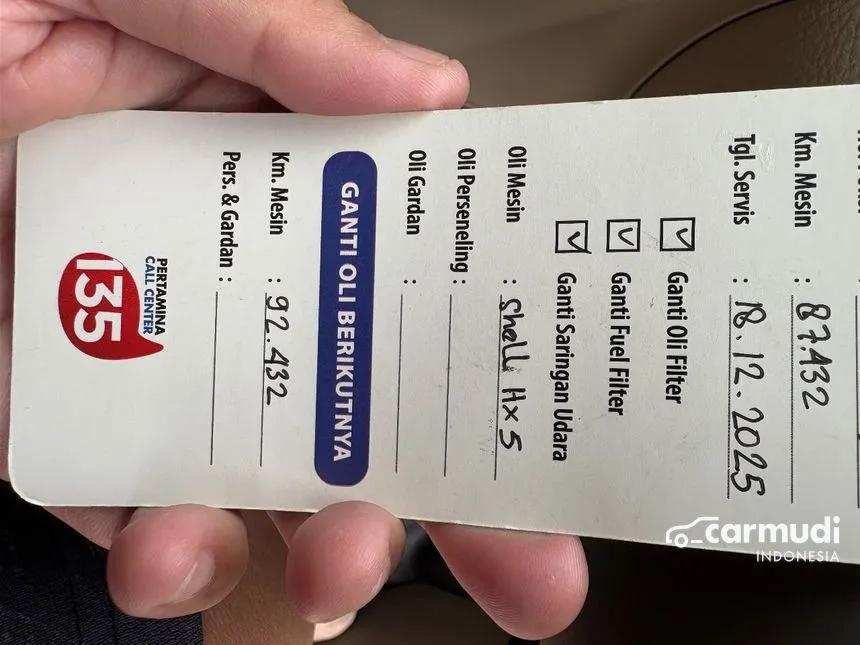 Km. Mesin : 87.432
Tgl. Servis : 18.12.2025
☑ Ganti Oli Filter
☑ Ganti Fuel Filter
☑ Ganti Saringan Udara
Oli Mesin : Shell Hx 5
Oli Perseneling :
Oli Gardan :
GANTI OLI BERIKUTNYA
Km. Mesin : 92.432
Pers. & Gardan :
PERTAMINA
CALL CENTER
135
carmudi
INDONESIA